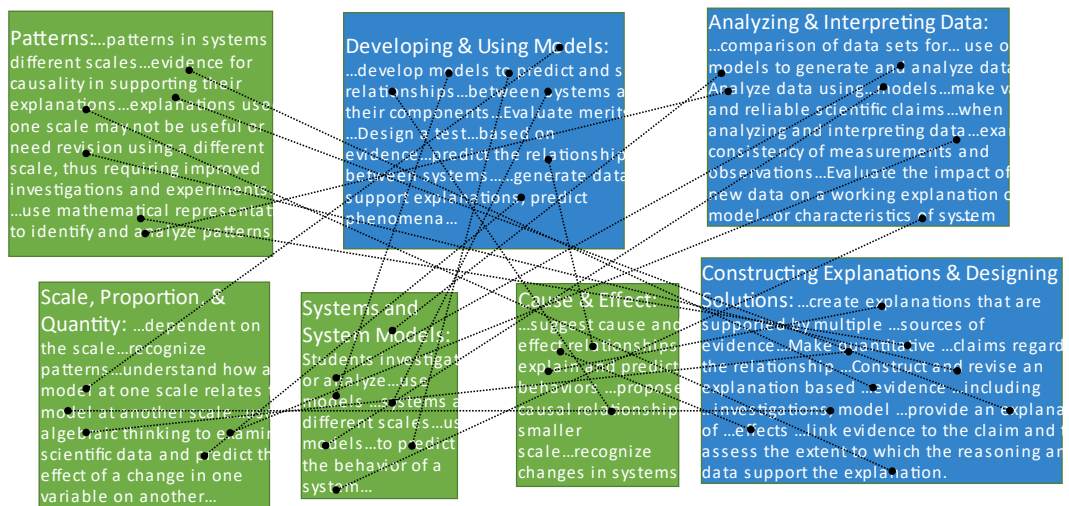 Patterns:...patterns in systems
different scales...evidence for
causality in supporting their
explanations...explanations use
one scale may not be useful or
need revision using a different
scale, thus requiring improved
investigations and experiments
...use mathematical representat
to identify and analyze patterns
Developing & Using Models:
...develop models to predict and s
relationships...between systems a
their components...Evaluate merit
...Design a test...based on
evidence...predict the relationship
between systems......generate data
support explanations, predict
phenomena...
Analyzing & Interpreting Data:
...comparison of data sets for... use o
models to generate and analyze data
Analyze data using...models...make va
and reliable scientific claims...when
analyzing and interpreting data...exa
consistency of measurements and
observations...Evaluate the impact of
new data on a working explanation o
model...or characteristics of system
Scale, Proportion, &
Quantity: ...dependent on
the scale...recognize
patterns...understand how a
model at one scale relates
model at another scale...us
algebraic thinking to examin
scientific data and predict th
effect of a change in one
variable on another...
Systems and
System Models:
Students investigat
or analyze...use
models ...systems a
different scales...us
models...to predict
the behavior of a
system...
Cause & Effect:
...suggest cause and
effect relationships
explain and predict
behaviors ...propose
causal relationship
smaller
scale...recognize
changes in systems
Constructing Explanations & Designing
Solutions: ...create explanations that are
supported by multiple ...sources of
evidence...Make quantitative ...claims regard
the relationship ...Construct and revise an
explanation based ...evidence ...including
...investigations, model ...provide an explana
of ...effects ...link evidence to the claim and
assess the extent to which the reasoning an
data support the explanation.